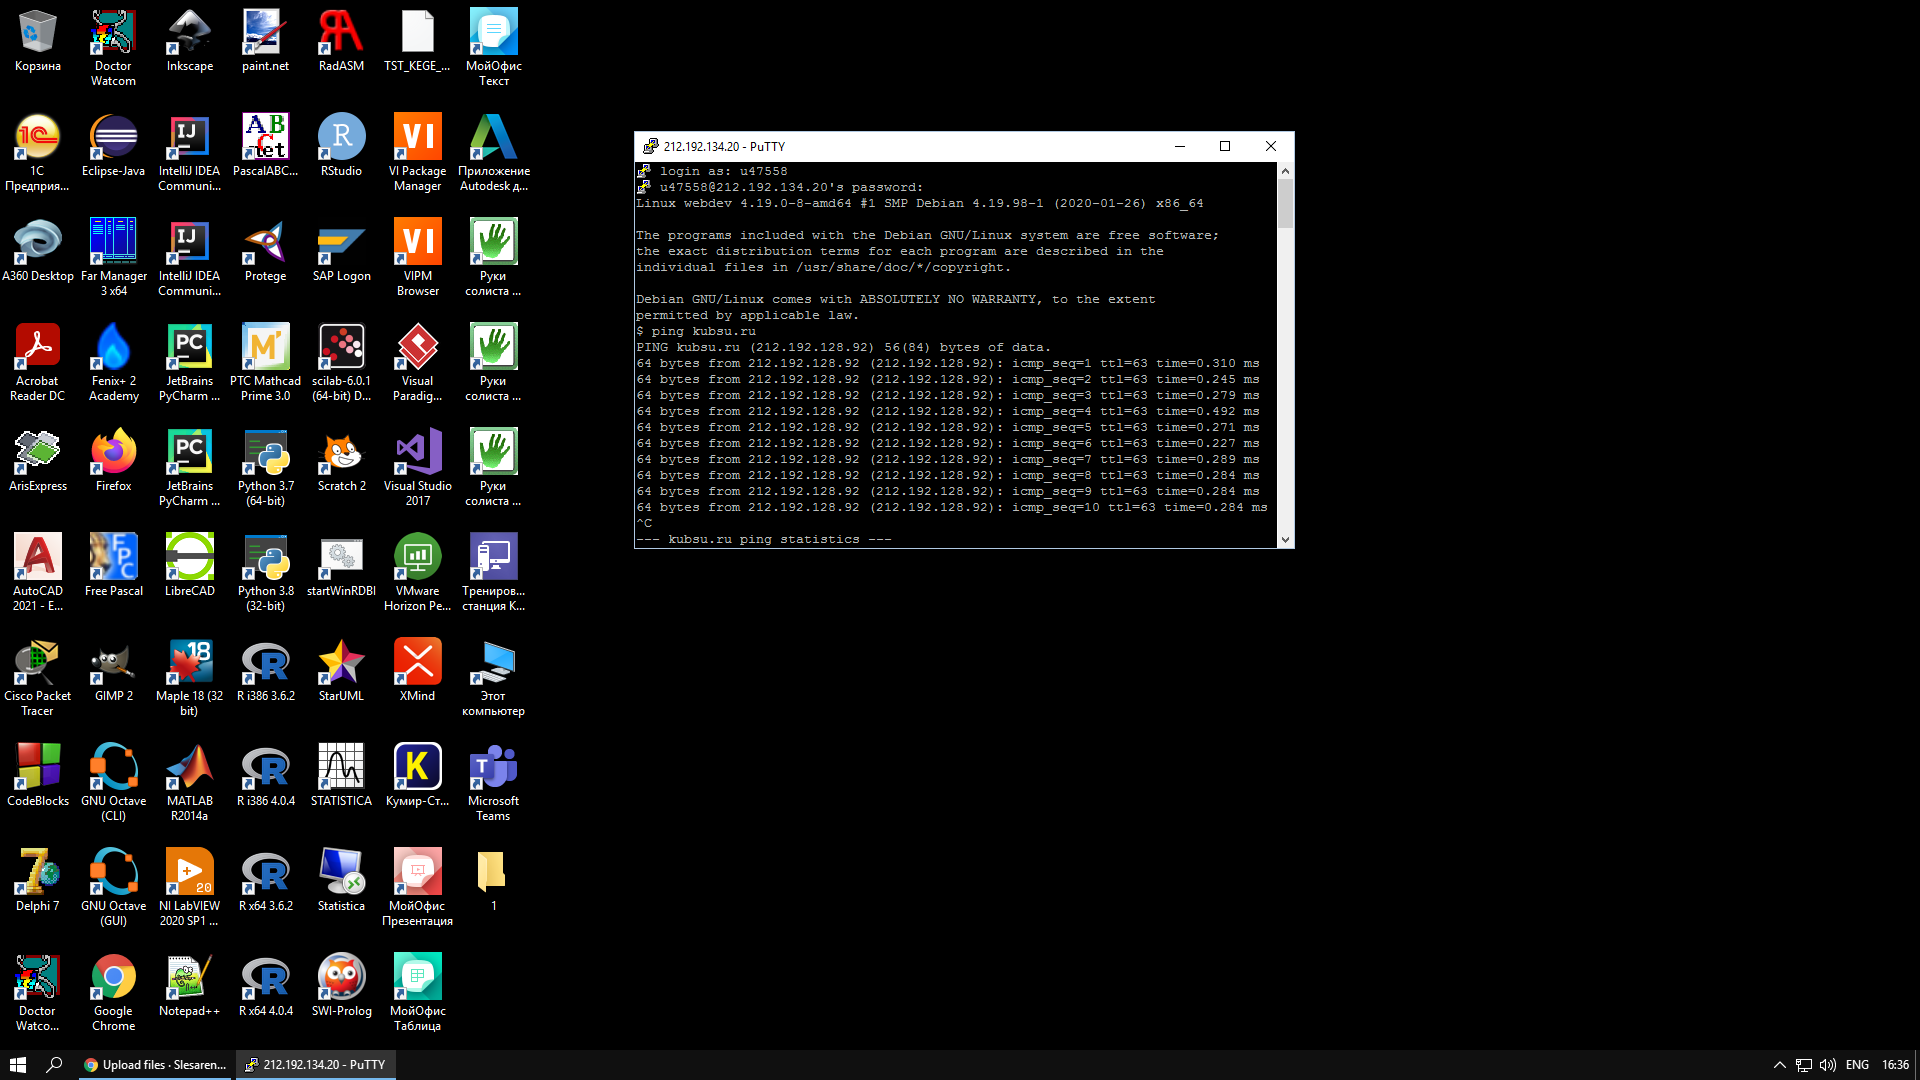 Корзина
Doctor
Watcom
Inkscape
paint.net
RadASM
TST_KEGE_...
МойОфис
Текст
1C
Предприя...
Eclipse-Java
IntelliJ IDEA
Communi...
PascalABC...
RStudio
VI Package
Manager
Приложение
Autodesk д...
A360 Desktop
Far Manager
3 x64
IntelliJ IDEA
Communi...
Protege
SAP Logon
VIPM
Browser
Руки
солиста ...
Acrobat
Reader DC
Fenix+ 2
Academy
JetBrains
PyCharm ...
PTC Mathcad
Prime 3.0
scilab-6.0.1
(64-bit) D...
Visual
Paradig...
Руки
солиста ...
ArisExpress
Firefox
JetBrains
PyCharm ...
Python 3.7
(64-bit)
Scratch 2
Visual Studio
2017
Руки
солиста ...
AutoCAD
2021 - E...
Free Pascal
LibreCAD
Python 3.8
(32-bit)
startWinRDBI
VMware
Horizon Pe...
Трениров...
станция К...
Cisco Packet
Tracer
GIMP 2
Maple 18 (32
bit)
R i386 3.6.2
StarUML
XMind
Этот
компьютер
CodeBlocks
GNU Octave
(CLI)
MATLAB
R2014a
R i386 4.0.4
STATISTICA
Кумир-Ст...
Microsoft
Teams
Delphi 7
GNU Octave
(GUI)
NI LabVIEW
2020 SP1 ...
R x64 3.6.2
Statistica
МойОфис
Презентация
1
Doctor
Watco...
Google
Chrome
Notepad++
R x64 4.0.4
SWI-Prolog
МойОфис
Таблица
212.192.134.20 - PuTTY
login as: u47558
u47558@212.192.134.20's password:
Linux webdev 4.19.0-8-amd64 #1 SMP Debian 4.19.98-1 (2020-01-26) x86_64
The programs included with the Debian GNU/Linux system are free software;
the exact distribution terms for each program are described in the
individual files in /usr/share/doc/*/copyright.
Debian GNU/Linux comes with ABSOLUTELY NO WARRANTY, to the extent
permitted by applicable law.
$ ping kubsu.ru
PING kubsu.ru (212.192.128.92) 56(84) bytes of data.
64 bytes from 212.192.128.92 (212.192.128.92): icmp_seq=1 ttl=63 time=0.310 ms
64 bytes from 212.192.128.92 (212.192.128.92): icmp_seq=2 ttl=63 time=0.245 ms
64 bytes from 212.192.128.92 (212.192.128.92): icmp_seq=3 ttl=63 time=0.279 ms
64 bytes from 212.192.128.92 (212.192.128.92): icmp_seq=4 ttl=63 time=0.492 ms
64 bytes from 212.192.128.92 (212.192.128.92): icmp_seq=5 ttl=63 time=0.271 ms
64 bytes from 212.192.128.92 (212.192.128.92): icmp_seq=6 ttl=63 time=0.227 ms
64 bytes from 212.192.128.92 (212.192.128.92): icmp_seq=7 ttl=63 time=0.289 ms
64 bytes from 212.192.128.92 (212.192.128.92): icmp_seq=8 ttl=63 time=0.284 ms
64 bytes from 212.192.128.92 (212.192.128.92): icmp_seq=9 ttl=63 time=0.284 ms
64 bytes from 212.192.128.92 (212.192.128.92): icmp_seq=10 ttl=63 time=0.284 ms
^C
--- kubsu.ru ping statistics ---
Upload files · Slesaren...
212.192.134.20 - PuTTY
ENG
16:36